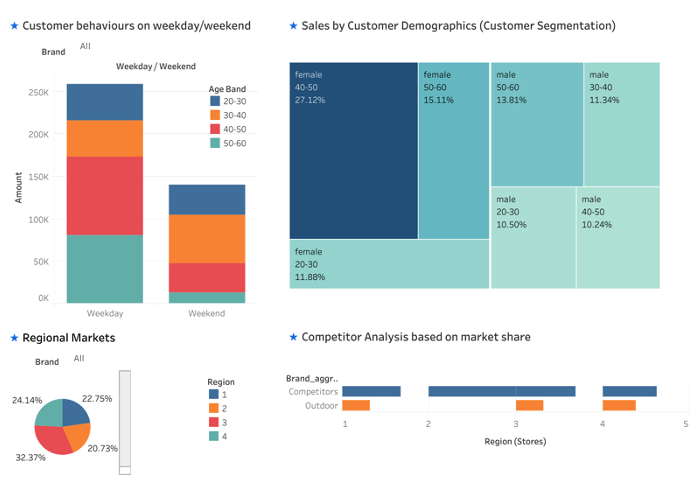 ★ Customer behaviours on weekday/weekend
Brand All
Weekday / Weekend
Age Band
20-30
30-40
40-50
50-60
Amount
250K
200K
150K
100K
50K
0K
Weekday Weekend
★ Sales by Customer Demographics (Customer Segmentation)
female
40-50
27.12%
female
50-60
15.11%
male
50-60
13.81%
male
30-40
11.34%
female
20-30
11.88%
male
20-30
10.50%
male
40-50
10.24%
★ Regional Markets
Brand All
24.14% 22.75%
32.37% 20.73%
Region
1
2
3
4
★ Competitor Analysis based on market share
Brand_aggr..
Competitors
Outdoor
1 2 3 4 5
Region (Stores)